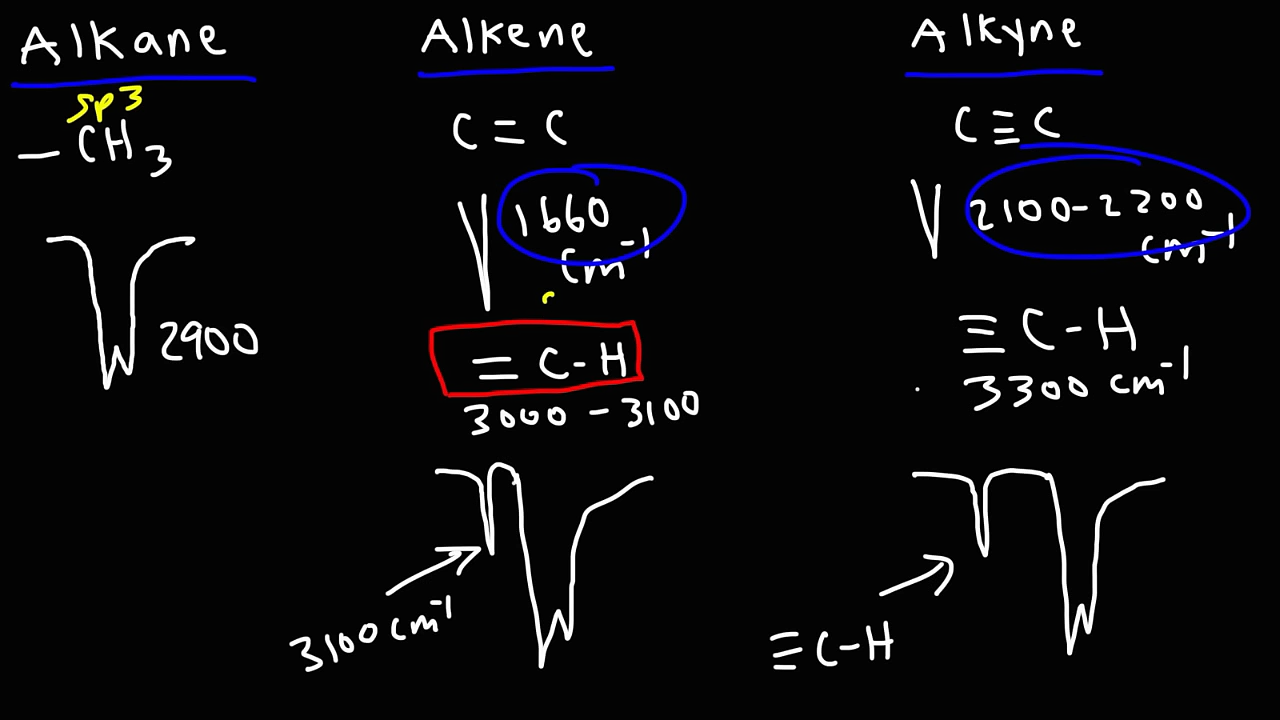 Alkane
sp3
—CH3
2900
Alkene
C=C
1660
cm-1
=C-H
3000 - 3100
3100 cm-1
Alkyne
C≡C
2100-2200
cm-1
≡C-H
3300 cm-1
≡C-H